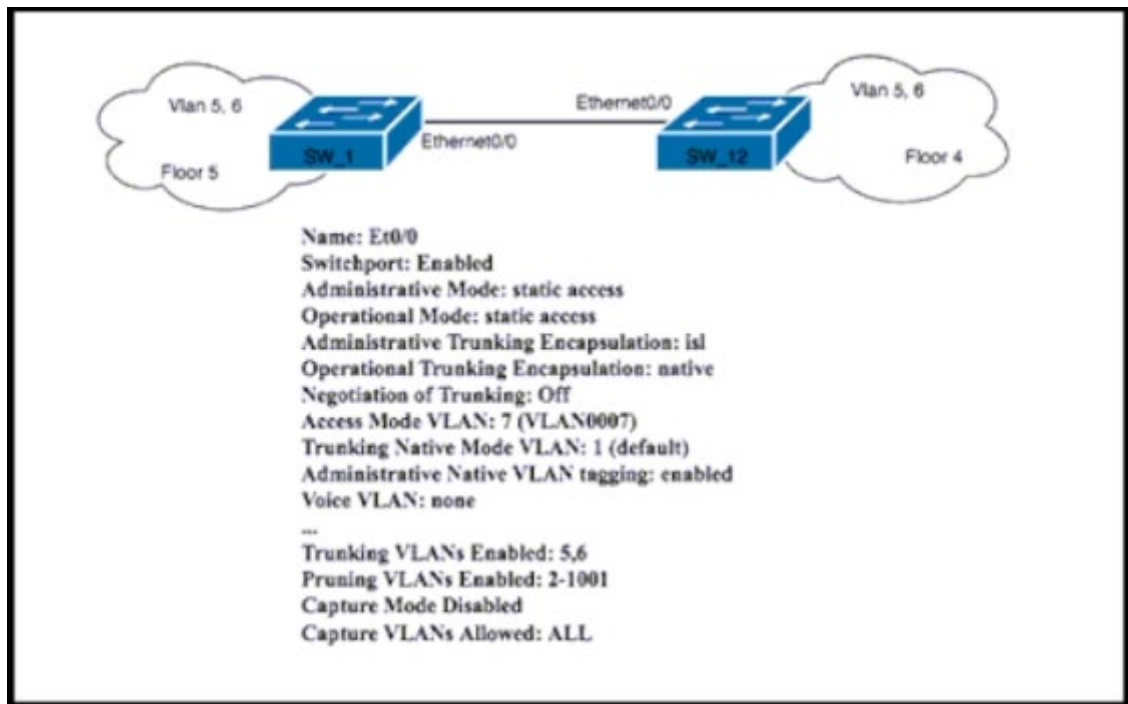 Vlan 5, 6
Floor 5
SW_1
Ethernet0/0
Ethernet0/0
SW_12
Vlan 5, 6
Floor 4
Name: Et0/0
Switchport: Enabled
Administrative Mode: static access
Operational Mode: static access
Administrative Trunking Encapsulation: isl
Operational Trunking Encapsulation: native
Negotiation of Trunking: Off
Access Mode VLAN: 7 (VLAN0007)
Trunking Native Mode VLAN: 1 (default)
Administrative Native VLAN tagging: enabled
Voice VLAN: none
...
Trunking VLANs Enabled: 5,6
Pruning VLANs Enabled: 2-1001
Capture Mode Disabled
Capture VLANs Allowed: ALL